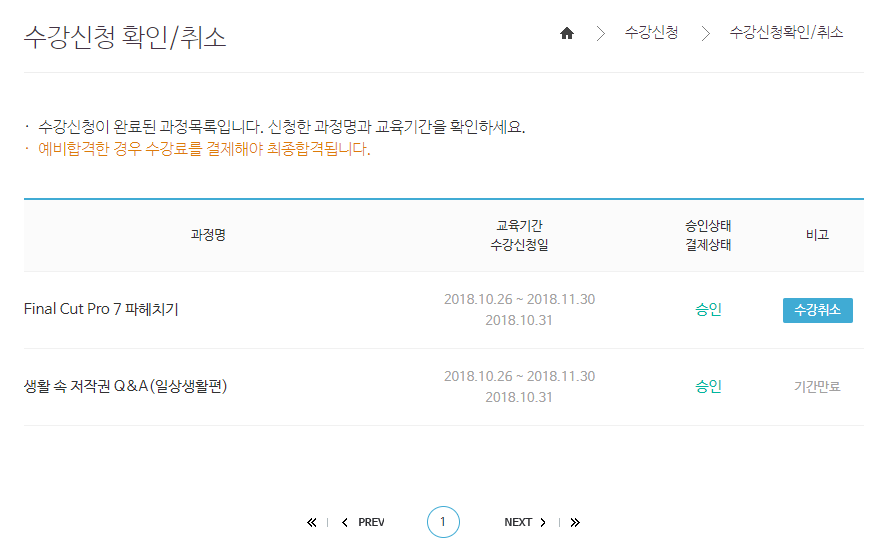 수강신청 확인/취소
수강신청 수강신청확인/취소
· 수강신청이 완료된 과정목록입니다. 신청한 과정명과 교육기간을 확인하세요.
· 예비합격한 경우 수강료를 결제해야 최종합격됩니다.
과정명
교육기간
수강신청일
승인상태
결제상태
비고
Final Cut Pro 7 파헤치기
2018.10.26 ~ 2018.11.30
2018.10.31
승인
수강취소
생활 속 저작권 Q&A(일상생활편)
2018.10.26 ~ 2018.11.30
2018.10.31
승인
기간만료
PREV 1 NEXT